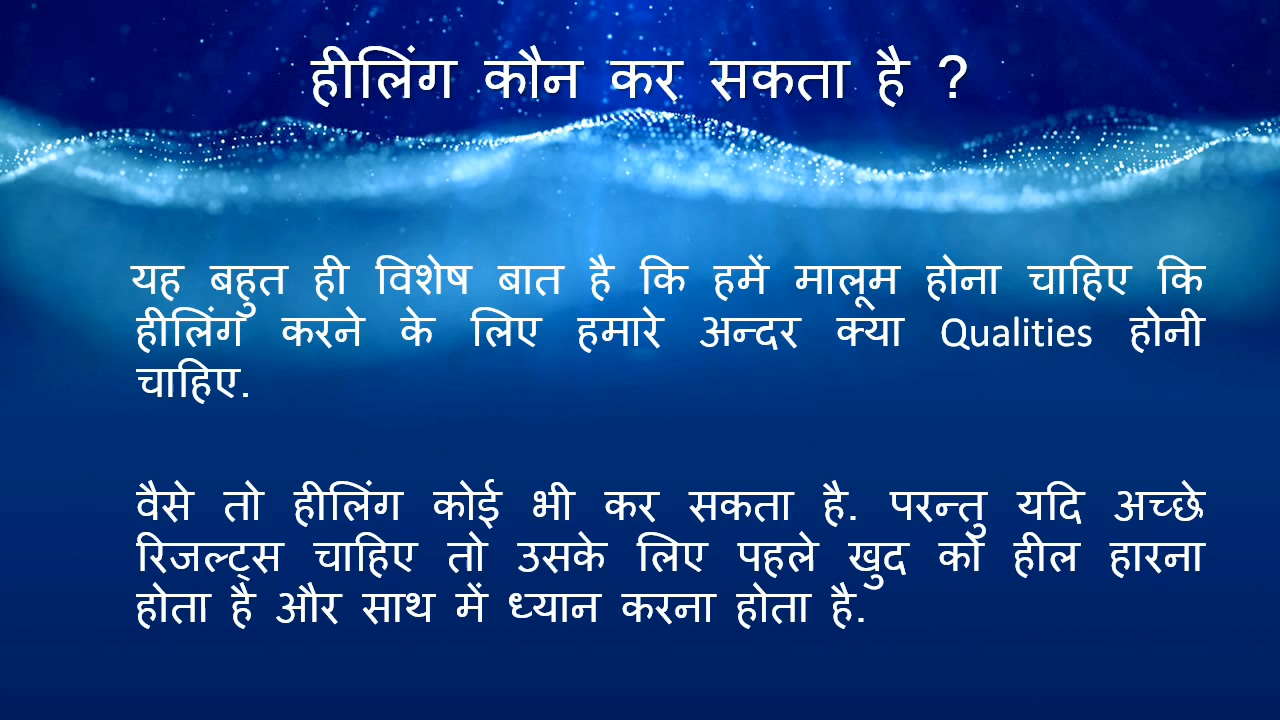 हीलिंग कौन कर सकता है ?
यह बहुत ही विशेष बात है कि हमें मालूम होना चाहिए कि
हीलिंग करने के लिए हमारे अन्दर क्या Qualities होनी
चाहिए.
वैसे तो हीलिंग कोई भी कर सकता है. परन्तु यदि अच्छे
रिजल्ट्स चाहिए तो उसके लिए पहले खुद को हील हारना
होता है और साथ में ध्यान करना होता है.